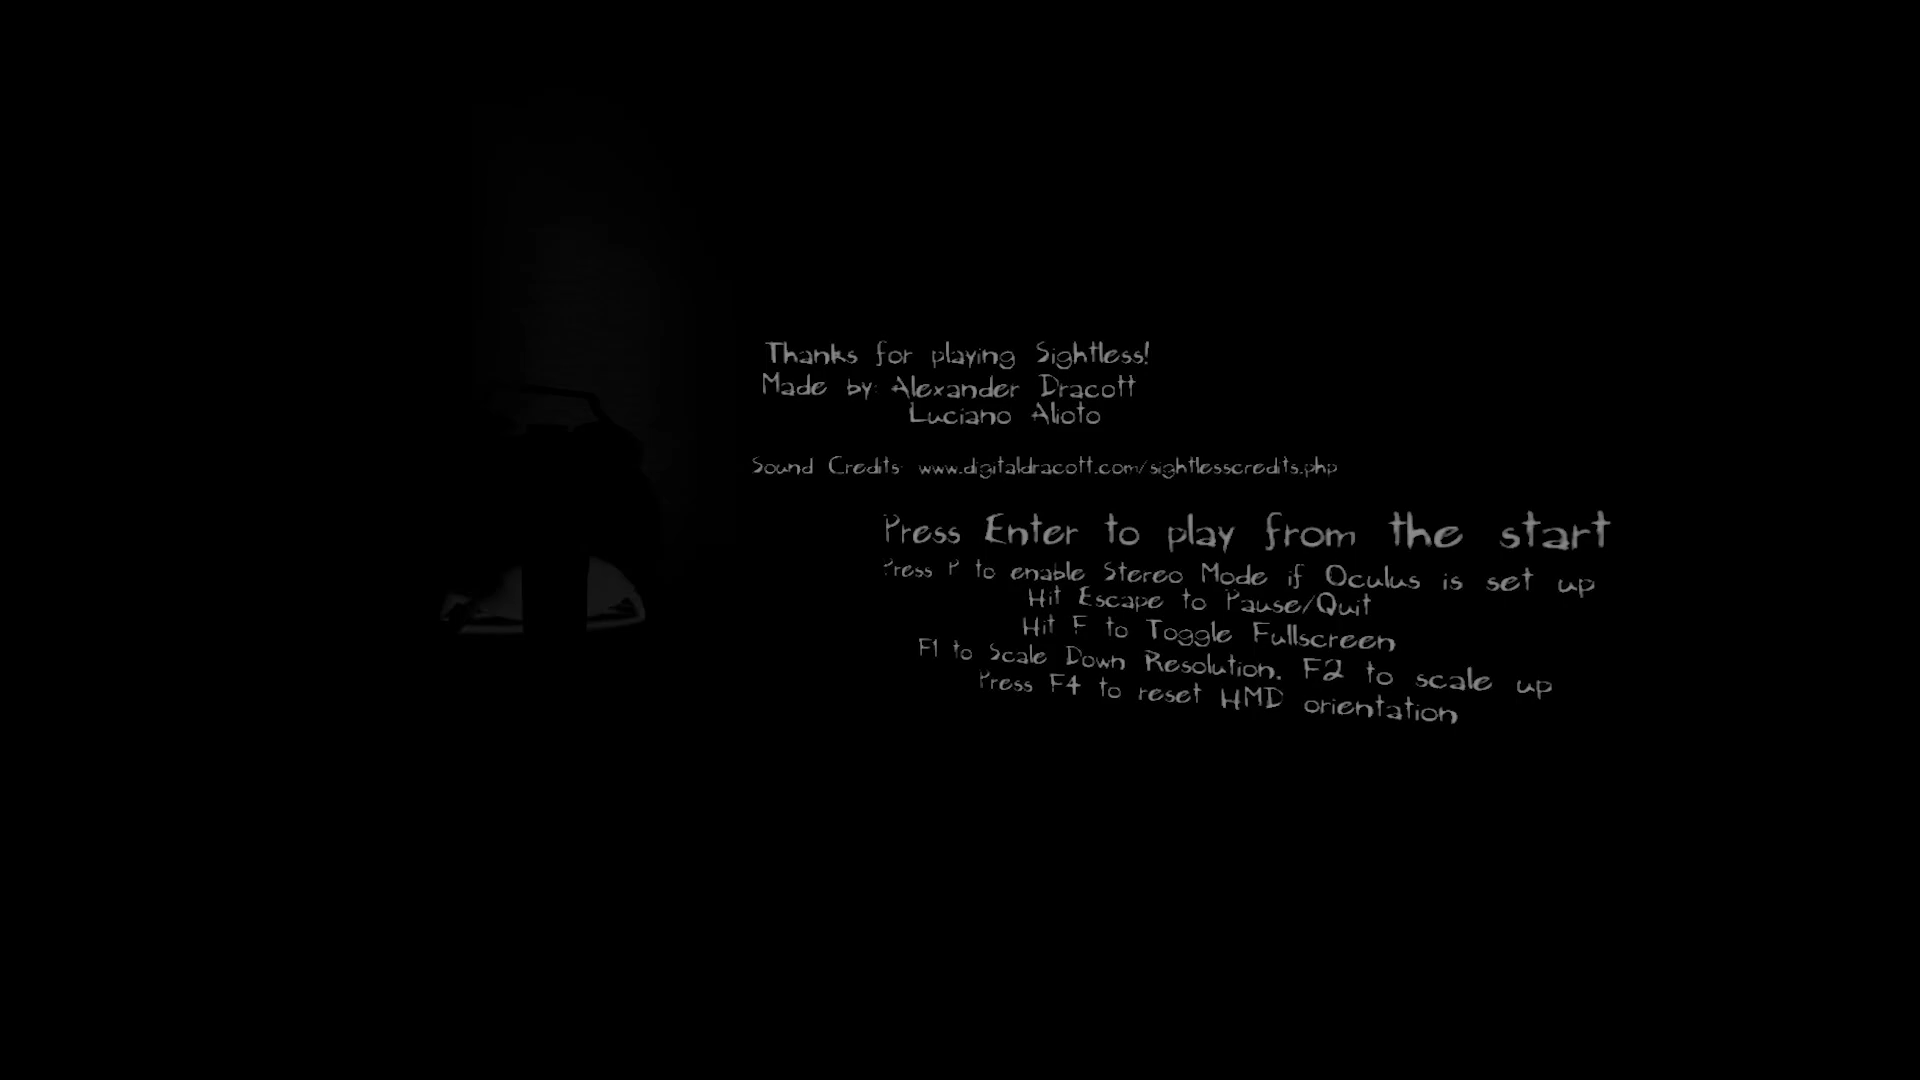 Thanks for playing Sightless!
Made by: Alexander Dracott
Luciano Alioto
Sound Credits: www.digitaldracott.com/sightlesscredits.php
Press Enter to play from the start
Press P to enable Stereo Mode if Oculus is set up
Hit Escape to Pause/Quit
Hit F to Toggle Fullscreen
F1 to Scale Down Resolution. F2 to scale up
Press F4 to reset HMD orientation